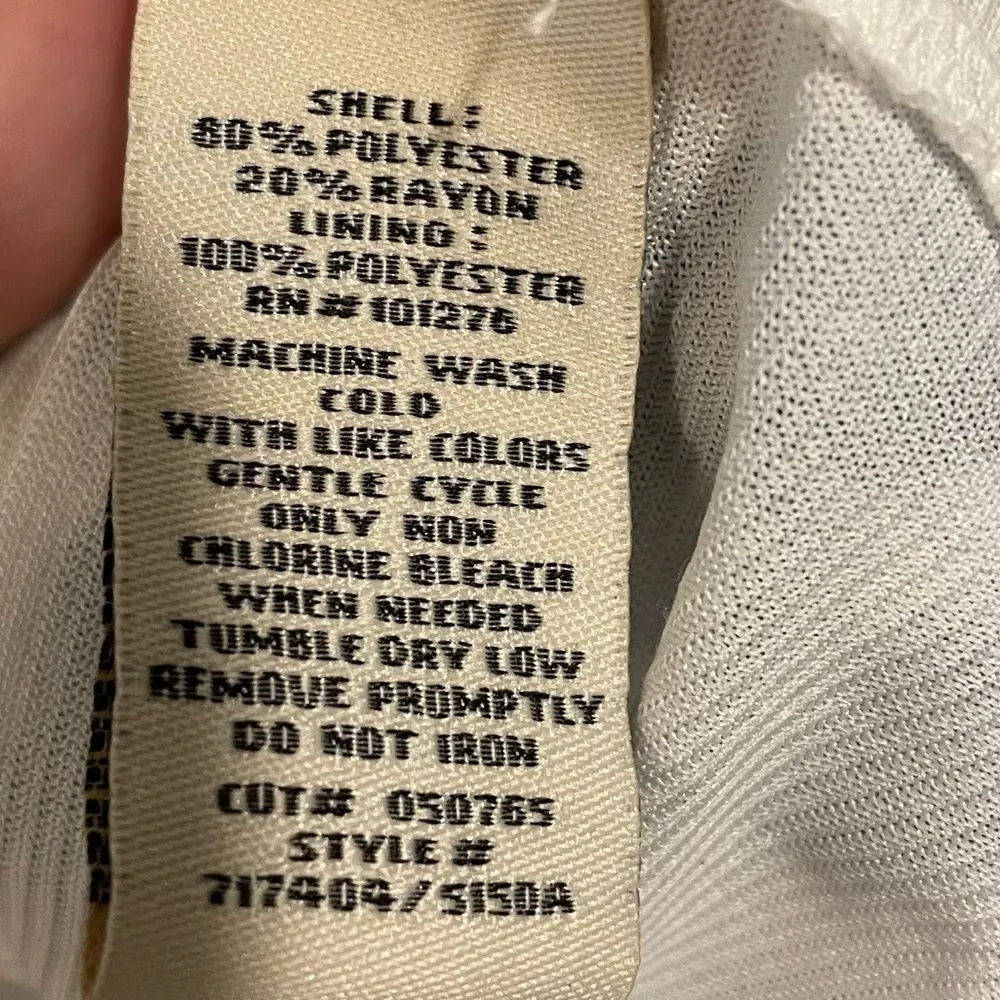 SHELL:
80% POLYESTER
20% RAYON
LINING:
100% POLYESTER
RN# 101276
MACHINE WASH
COLD
WITH LIKE COLORS
GENTLE CYCLE
ONLY NON
CHLORINE BLEACH
WHEN NEEDED
TUMBLE DRY LOW
REMOVE PROMPTLY
DO NOT IRON
CUT# 050765
STYLE #
717404/5150A